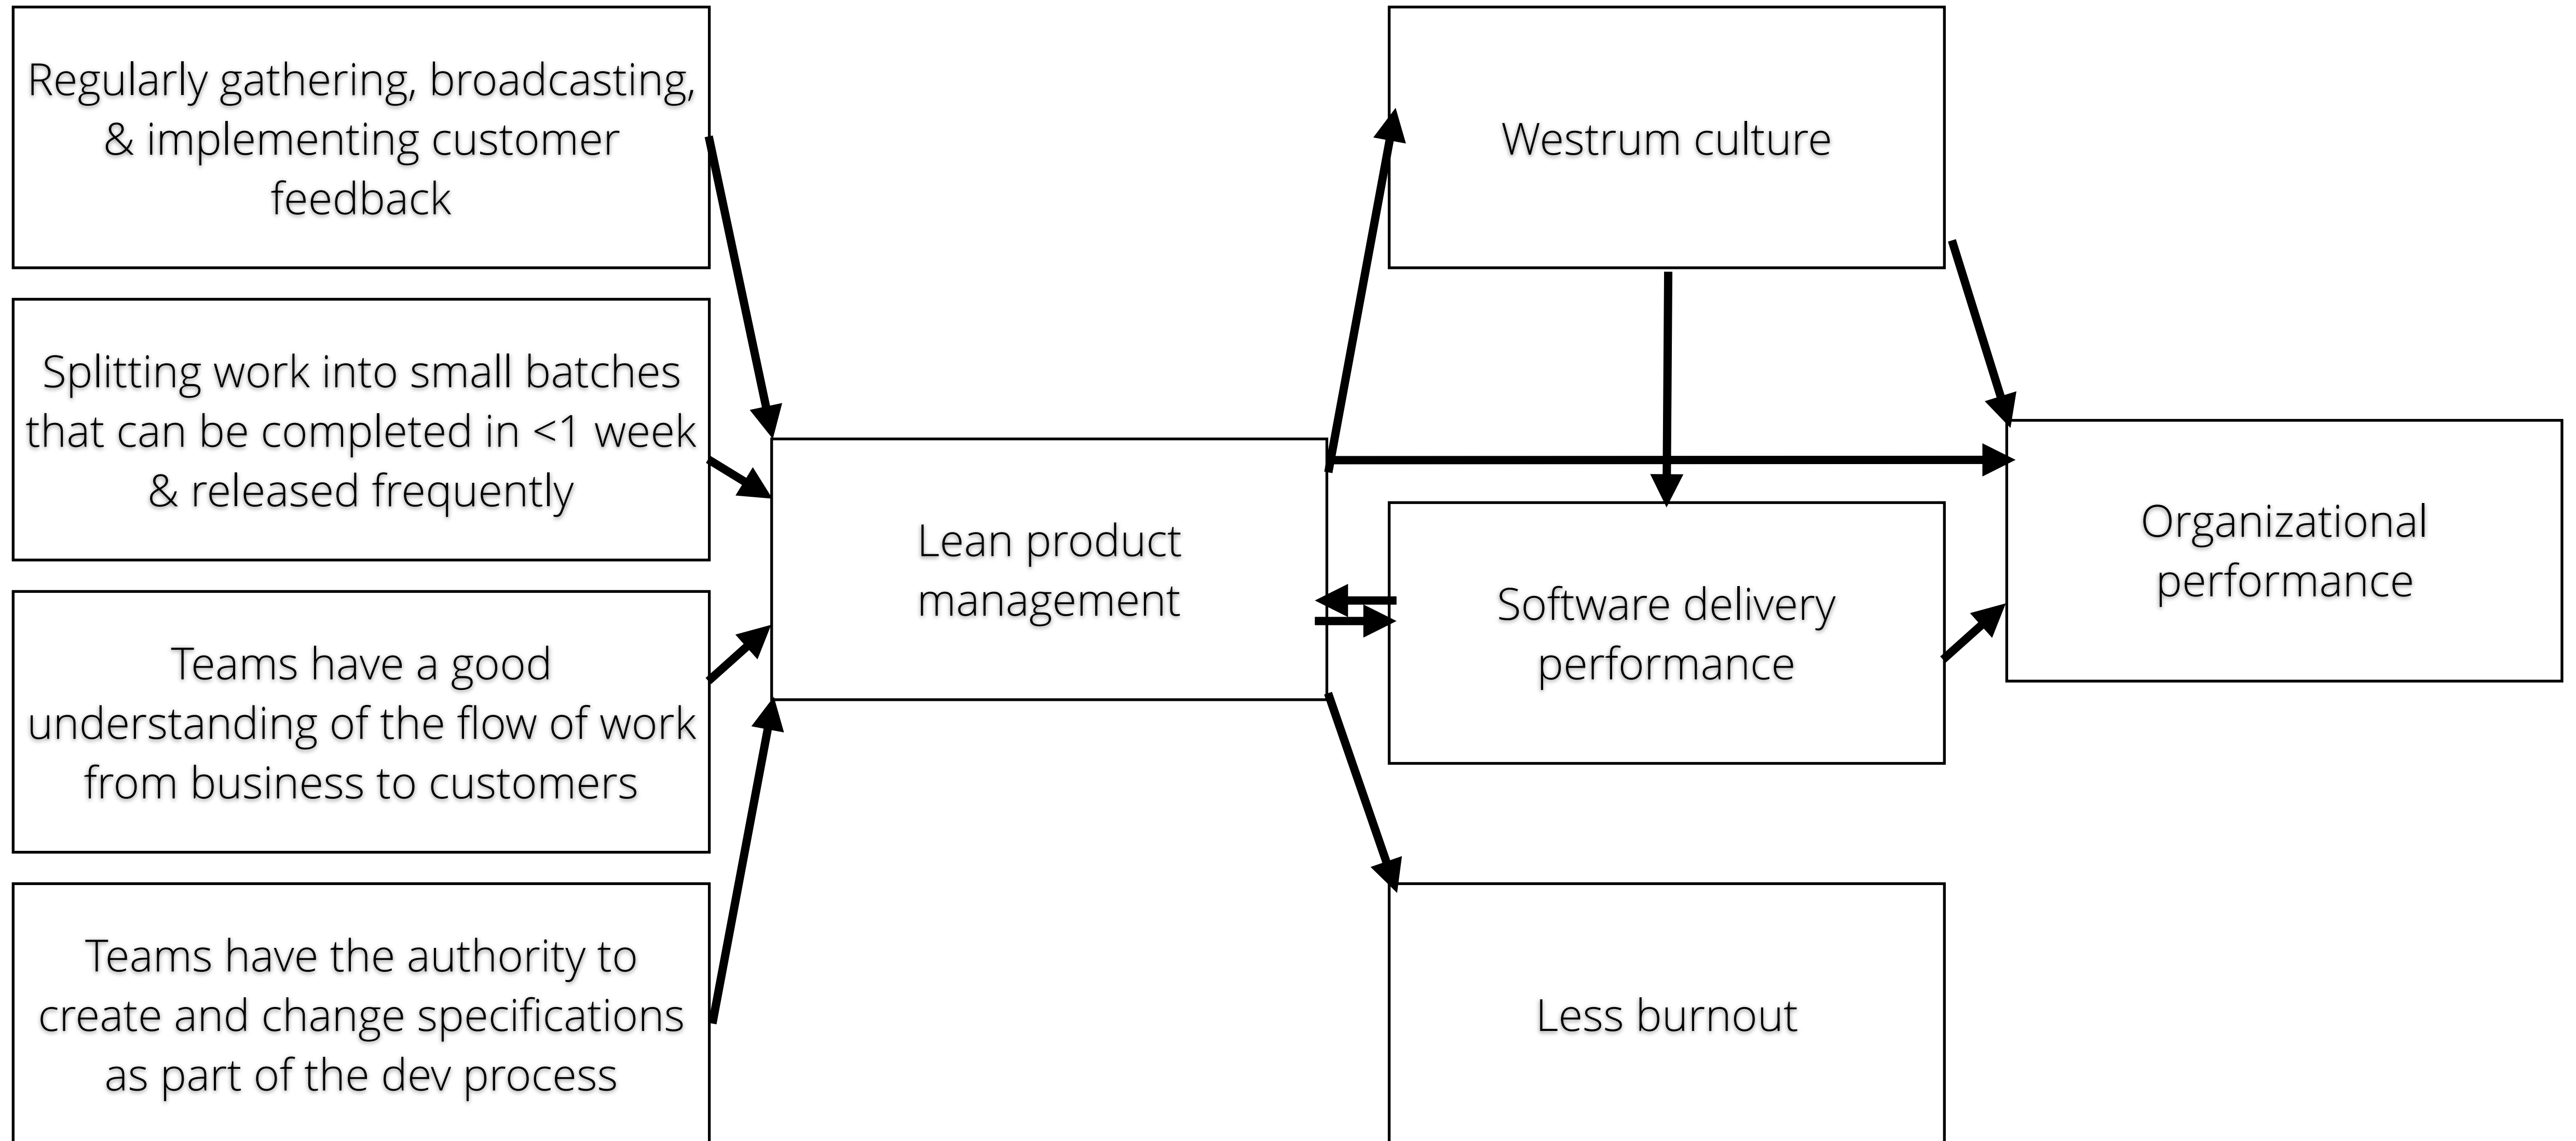 Regularly gathering, broadcasting,
& implementing customer
feedback
Splitting work into small batches
that can be completed in <1 week
& released frequently
Teams have a good
understanding of the flow of work
from business to customers
Teams have the authority to
create and change specifications
as part of the dev process
Lean product
management
Westrum culture
Software delivery
performance
Less burnout
Organizational
performance